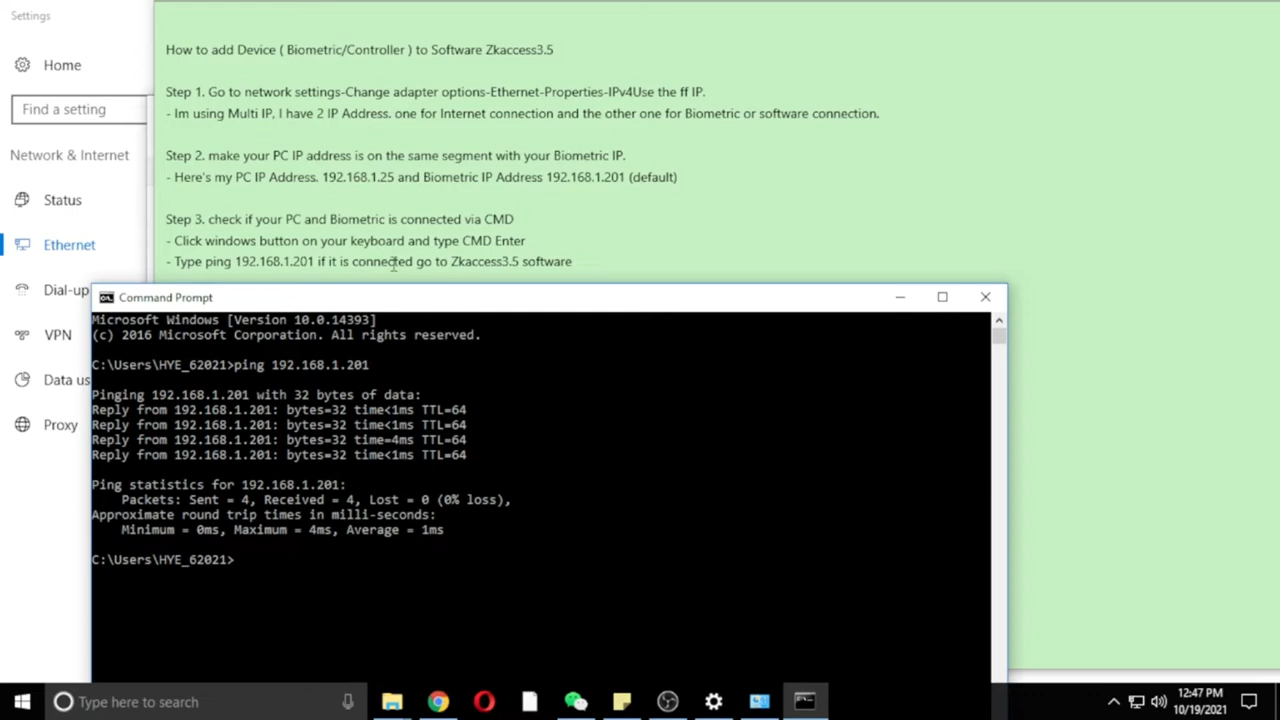 Settings
Home
Find a setting
Network & Internet
Status
Ethernet
Dial-up
VPN
Data us
Proxy
How to add Device ( Biometric/Controller ) to Software Zkaccess3.5
Step 1. Go to network settings-Change adapter options-Ethernet-Properties-IPv4Use the ff IP.
- Im using Multi IP, I have 2 IP Address. one for Internet connection and the other one for Biometric or software connection.
Step 2. make your PC IP address is on the same segment with your Biometric IP.
- Here's my PC IP Address. 192.168.1.25 and Biometric IP Address 192.168.1.201 (default)
Step 3. check if your PC and Biometric is connected via CMD
- Click windows button on your keyboard and type CMD Enter
- Type ping 192.168.1.201 if it is connected go to Zkaccess3.5 software
Command Prompt
Microsoft Windows [Version 10.0.14393]
(c) 2016 Microsoft Corporation. All rights reserved.
C:\Users\HYE_62021>ping 192.168.1.201
Pinging 192.168.1.201 with 32 bytes of data:
Reply from 192.168.1.201: bytes=32 time<1ms TTL=64
Reply from 192.168.1.201: bytes=32 time<1ms TTL=64
Reply from 192.168.1.201: bytes=32 time=4ms TTL=64
Reply from 192.168.1.201: bytes=32 time<1ms TTL=64
Ping statistics for 192.168.1.201:
Packets: Sent = 4, Received = 4, Lost = 0 (0% loss),
Approximate round trip times in milli-seconds:
Minimum = 0ms, Maximum = 4ms, Average = 1ms
C:\Users\HYE_62021>
Type here to search
12:47 PM
10/19/2021